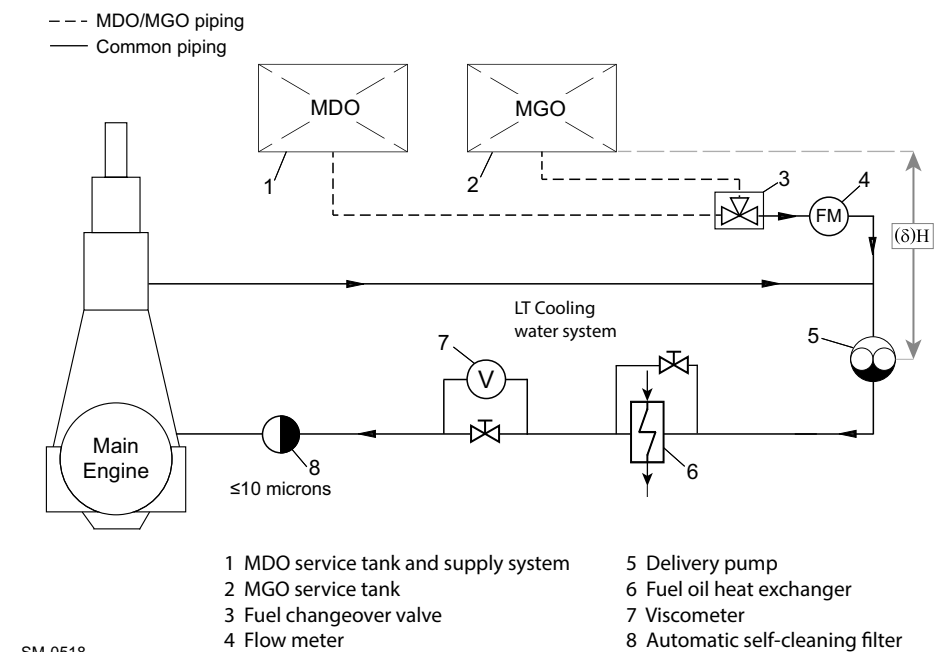 MDO/MGO piping
Common piping
MDO
MGO
1
2
3
4
FM
(δ)H
LT Cooling
water system
5
7
V
6
Main
Engine
8
≤10 microns
1 MDO service tank and supply system
2 MGO service tank
3 Fuel changeover valve
4 Flow meter
5 Delivery pump
6 Fuel oil heat exchanger
7 Viscometer
8 Automatic self-cleaning filter
SM-0518